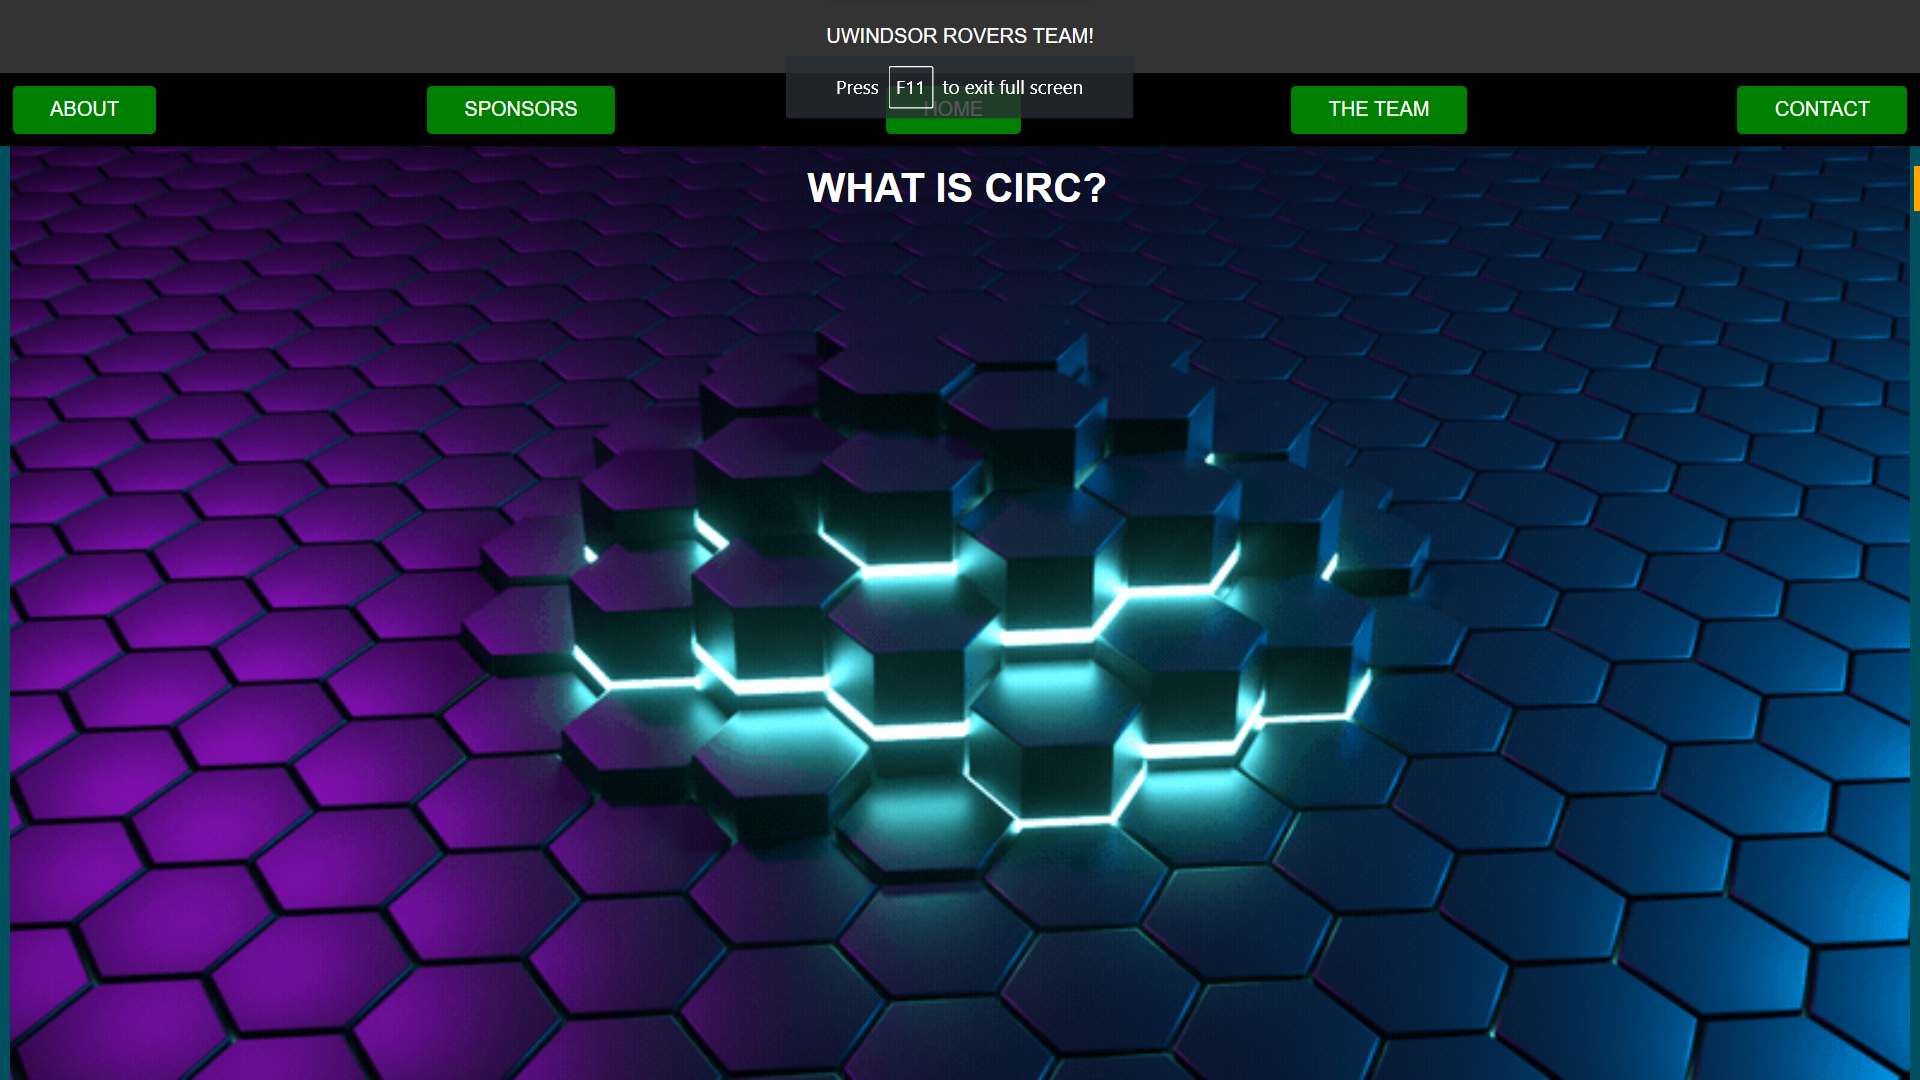 UWINDSOR ROVERS TEAM!
Press F11 to exit full screen
ABOUT
SPONSORS
HOME
THE TEAM
CONTACT
WHAT IS CIRC?